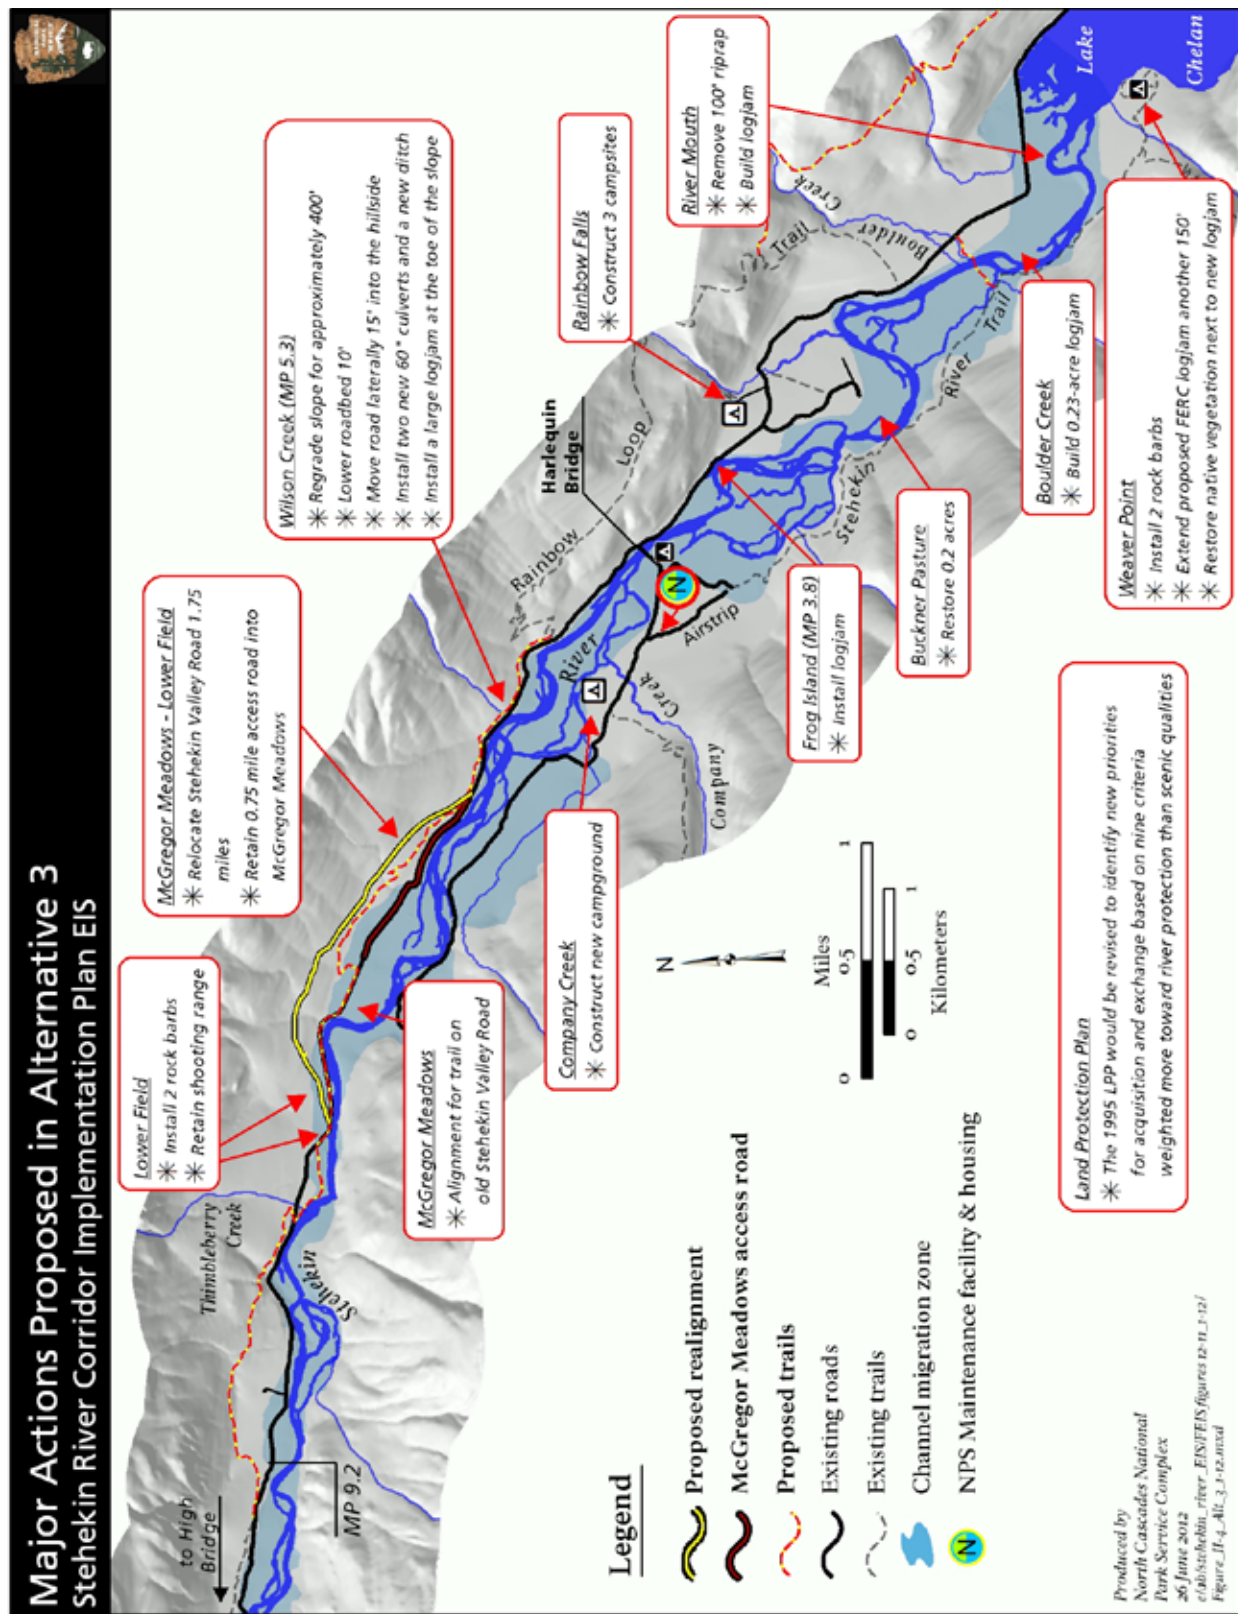 Major Actions Proposed in Alternative 3
Stehekin River Corridor Implementation Plan EIS
to High
Bridge
MP 9.2
Thimbleberry
Creek
Stehekin
Lower Field
✳ Install 2 rock barbs
✳ Retain shooting range
McGregor Meadows - Lower Field
✳ Relocate Stehekin Valley Road 1.75
miles
✳ Retain 0.75 mile access road into
McGregor Meadows
Wilson Creek (MP 5.3)
✳ Regrade slope for approximately 400'
✳ Lower roadbed 10'
✳ Move road laterally 15' into the hillside
✳ Install two new 60" culverts and a new ditch
✳ Install a large logjam at the toe of the slope
Rainbow Falls
✳ Construct 3 campsites
River Mouth
✳ Remove 100' riprap
✳ Build logjam
McGregor Meadows
✳ Alignment for trail on
old Stehekin Valley Road
Company Creek
✳ Construct new campground
Rainbow
Loop
Trail
Harlequin
Bridge
River
Airstrip
Company
Creek
Boulder
Creek
Stehekin
River
Trail
Lake
Chelan
Frog Island (MP 3.8)
✳ Install logjam
Buckner Pasture
✳ Restore 0.2 acres
Boulder Creek
✳ Build 0.23-acre logjam
Weaver Point
✳ Install 2 rock barbs
✳ Extend proposed FERC logjam another 150'
✳ Restore native vegetation next to new logjam
Land Protection Plan
✳ The 1995 LPP would be revised to identify new priorities
for acquisition and exchange based on nine criteria
weighted more toward river protection than scenic qualities
N
N
Miles
0 0.5 1
0 0.5 1
Kilometers
Legend
Proposed realignment
McGregor Meadows access road
Proposed trails
Existing roads
Existing trails
Channel migration zone
N NPS Maintenance facility & housing
Produced by
North Cascades National
Park Service Complex
26 June 2012